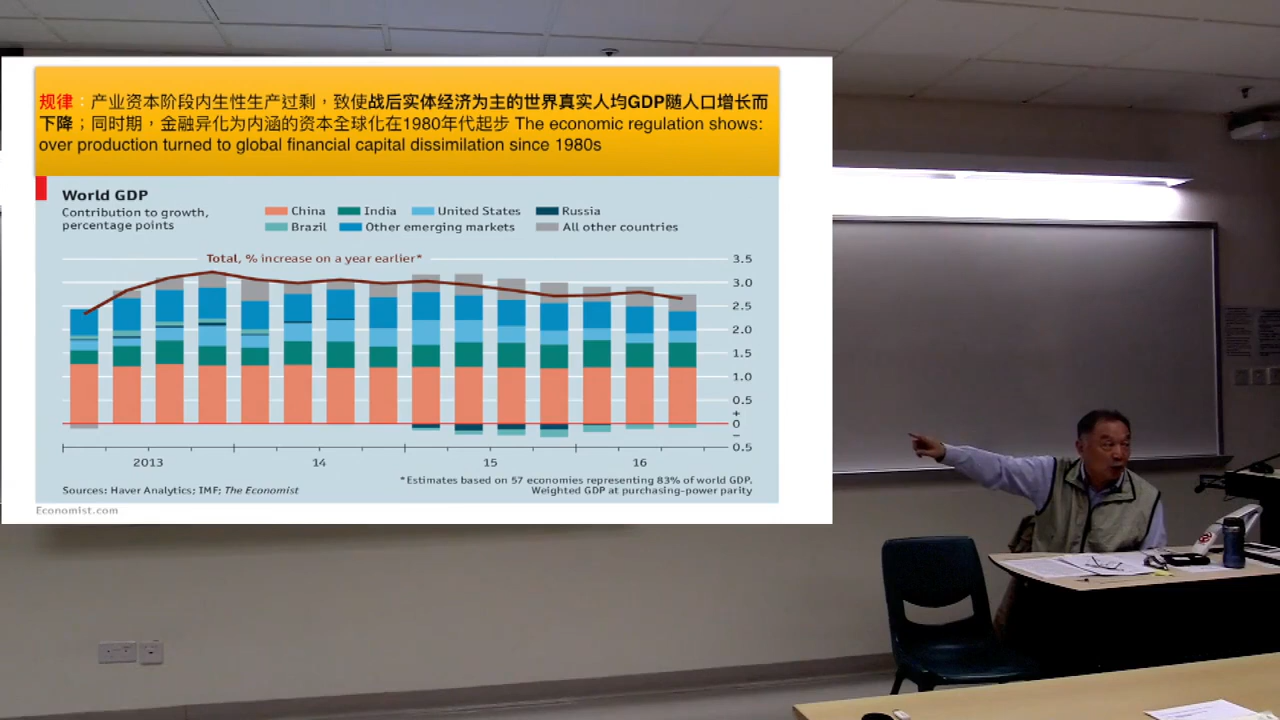 规律：产业资本阶段内生性生产过剩，致使战后实体经济为主的世界真实人均GDP随人口增长而
下降；同时期，金融异化为内涵的资本全球化在1980年代起步 The economic regulation shows:
over production turned to global financial capital dissimilation since 1980s
World GDP
Contribution to growth,
percentage points
China India United States Russia
Brazil Other emerging markets All other countries
Total, % increase on a year earlier*
3.5
3.0
2.5
2.0
1.5
1.0
0.5
+
0
−
0.5
2013 14 15 16
*Estimates based on 57 economies representing 83% of world GDP.
Sources: Haver Analytics; IMF; The Economist Weighted GDP at purchasing-power parity
Economist.com